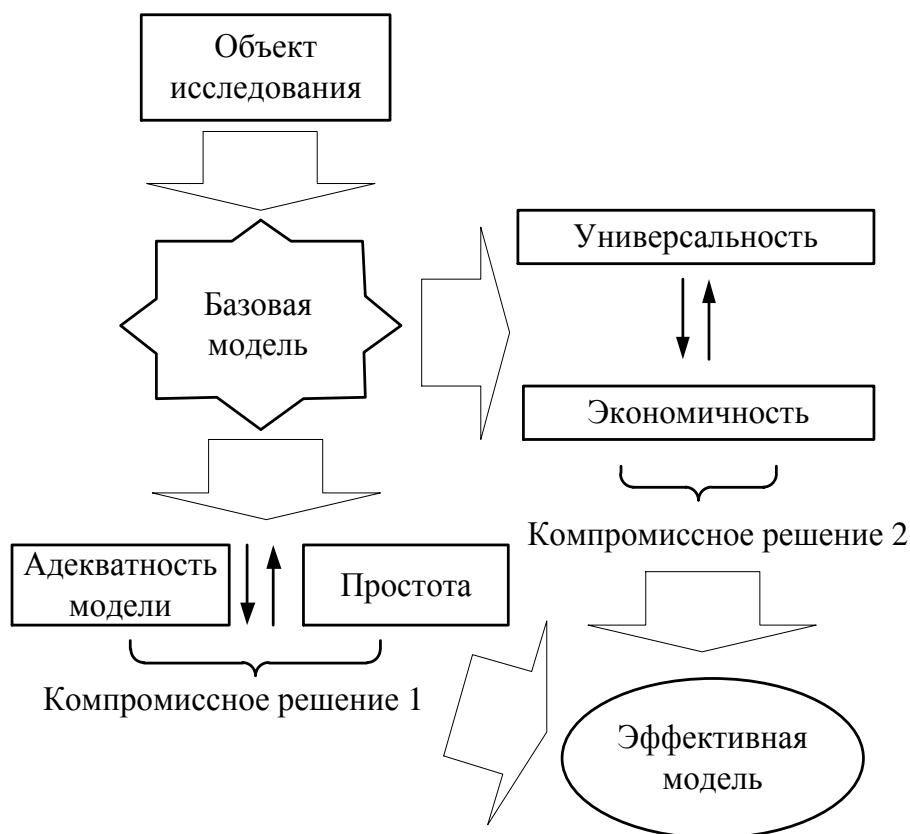 Объект
исследования
Универсальность
Базовая
модель
Экономичность
Компромиссное решение 2
Адекватность
модели
Простота
Компромиссное решение 1
Эффективная
модель